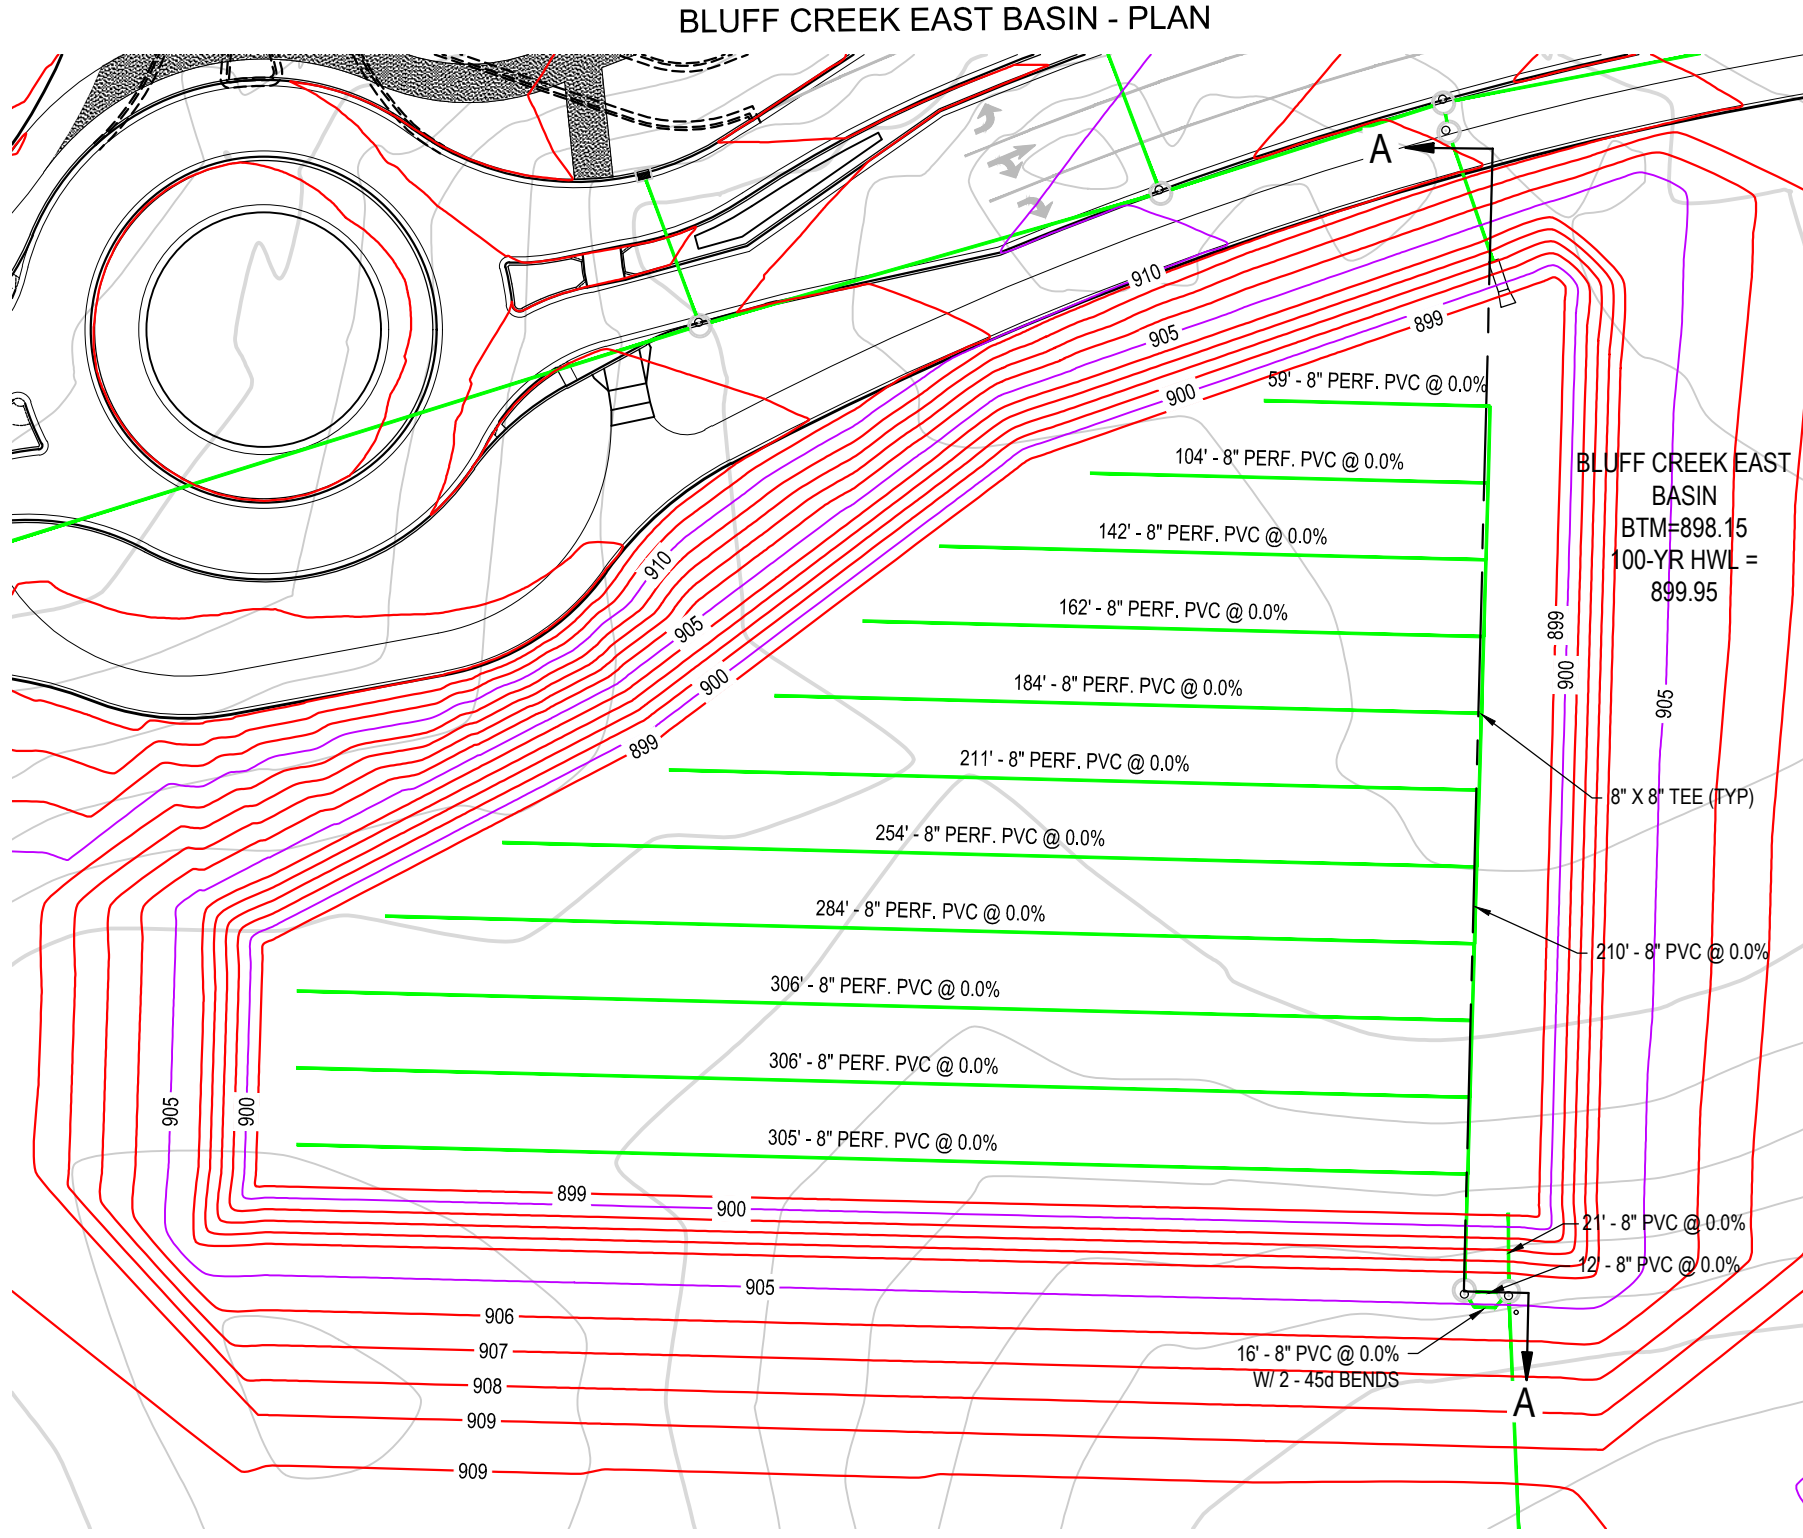 BLUFF CREEK EAST BASIN - PLAN
A
910
905
899
900
59' - 8" PERF. PVC @ 0.0%
104' - 8" PERF. PVC @ 0.0%
BLUFF CREEK EAST
BASIN
BTM=898.15
100-YR HWL =
899.95
142' - 8" PERF. PVC @ 0.0%
910
162' - 8" PERF. PVC @ 0.0%
905
899
900
184' - 8" PERF. PVC @ 0.0%
900
905
899
211' - 8" PERF. PVC @ 0.0%
8" X 8" TEE (TYP)
254' - 8" PERF. PVC @ 0.0%
284' - 8" PERF. PVC @ 0.0%
210' - 8" PVC @ 0.0%
306' - 8" PERF. PVC @ 0.0%
306' - 8" PERF. PVC @ 0.0%
905
900
305' - 8" PERF. PVC @ 0.0%
899
900
21' - 8" PVC @ 0.0%
12' - 8" PVC @ 0.0%
905
906
907
16' - 8" PVC @ 0.0%
W/ 2 - 45d BENDS
908
A
909
909